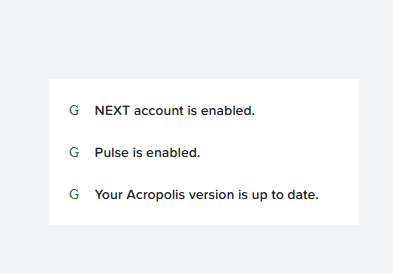 G NEXT account is enabled.
G Pulse is enabled.
G Your Acropolis version is up to date.